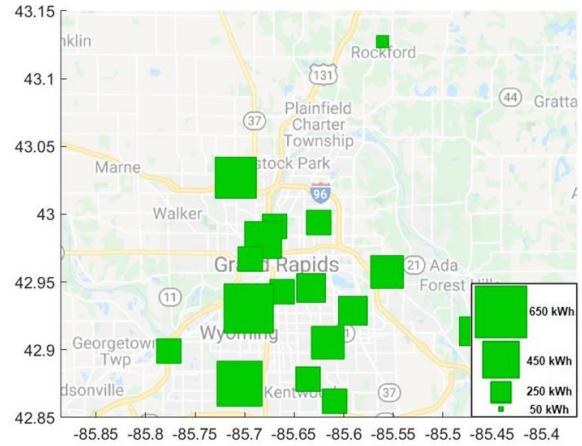 43.15
nklin
Rockford
131
43.1
44
Gratta
Plainfield
Charter
Township
37
43.05
Marne
stock Park
96
Walker
43
Grand Rapids
21
Ada
42.95
Forest Hills
11
650 kWh
Wyoming
Georgetown
Twp
42.9
450 kWh
250 kWh
dsonville
Kentwood
37
50 kWh
42.85
-85.85 -85.8 -85.75 -85.7 -85.65 -85.6 -85.55 -85.5 -85.45 -85.4